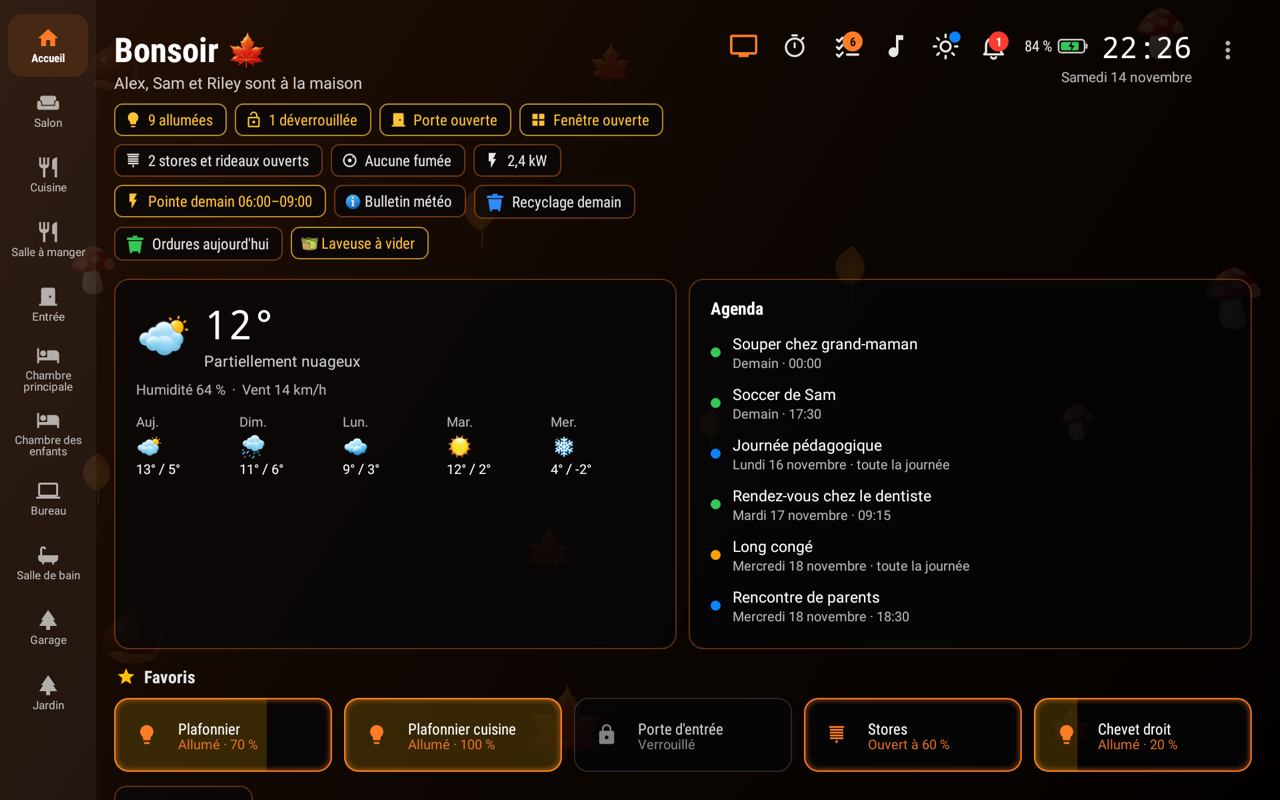 Accueil
Salon
Cuisine
Salle à manger
Entrée
Chambre
principale
Chambre des
enfants
Bureau
Salle de bain
Garage
Jardin
Bonsoir
Alex, Sam et Riley sont à la maison
6
1
84 %
22:26
Samedi 14 novembre
9 allumées
1 déverrouillée
Porte ouverte
Fenêtre ouverte
2 stores et rideaux ouverts
Aucune fumée
2,4 kW
Pointe demain 06:00–09:00
Bulletin météo
Recyclage demain
Ordures aujourd'hui
Laveuse à vider
12°
Partiellement nuageux
Humidité 64 % · Vent 14 km/h
Auj.
Dim.
Lun.
Mar.
Mer.
13° / 5°
11° / 6°
9° / 3°
12° / 2°
4° / -2°
Agenda
Souper chez grand-maman
Demain · 00:00
Soccer de Sam
Demain · 17:30
Journée pédagogique
Lundi 16 novembre · toute la journée
Rendez-vous chez le dentiste
Mardi 17 novembre · 09:15
Long congé
Mercredi 18 novembre · toute la journée
Rencontre de parents
Mercredi 18 novembre · 18:30
Favoris
Plafonnier
Allumé · 70 %
Plafonnier cuisine
Allumé · 100 %
Porte d'entrée
Verrouillé
Stores
Ouvert à 60 %
Chevet droit
Allumé · 20 %